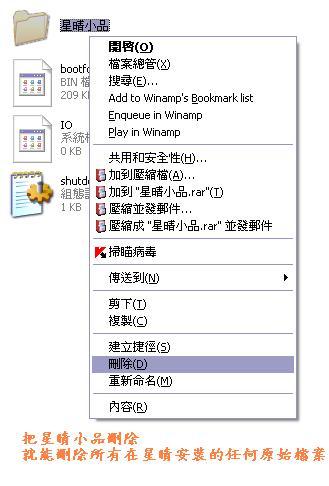 星晴小品
開啓(O)
bootfo
檔案總管(X)
BIN 檔
搜尋(E)...
209 K
Add to Winamp's Bookmark list
Enqueue in Winamp
IO
Play in Winamp
系統檔
0 KB
共用和安全性(H)...
加到壓縮檔(A)...
shutdo
加到 "星晴小品.rar"(T)
組態設
壓縮並發郵件...
1 KB
壓縮成 "星晴小品.rar" 並發郵件
掃瞄病毒
傳送到(N)
剪下(T)
複製(C)
建立捷徑(S)
刪除(D)
重新命名(M)
內容(R)
把星晴小品刪除
就能刪除所有在星晴安裝的任何原始檔案